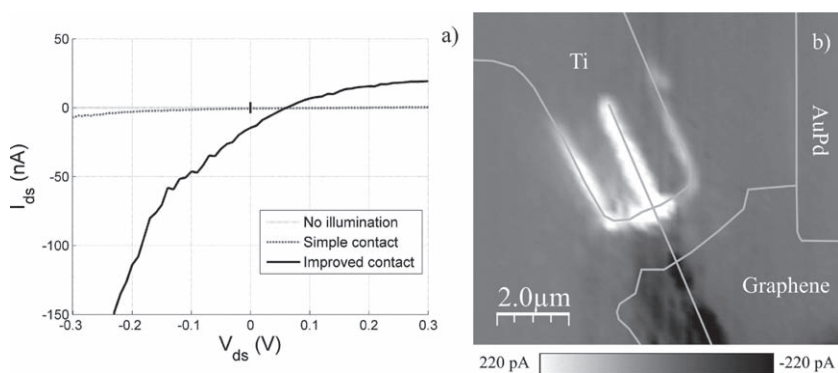 a)
50
0
-50
-100
-150
-0.3 -0.2 -0.1 0 0.1 0.2 0.3
I_ds (nA)
V_ds (V)
No illumination
Simple contact
Improved contact
b)
Ti
AuPd
Graphene
2.0µm
220 pA -220 pA